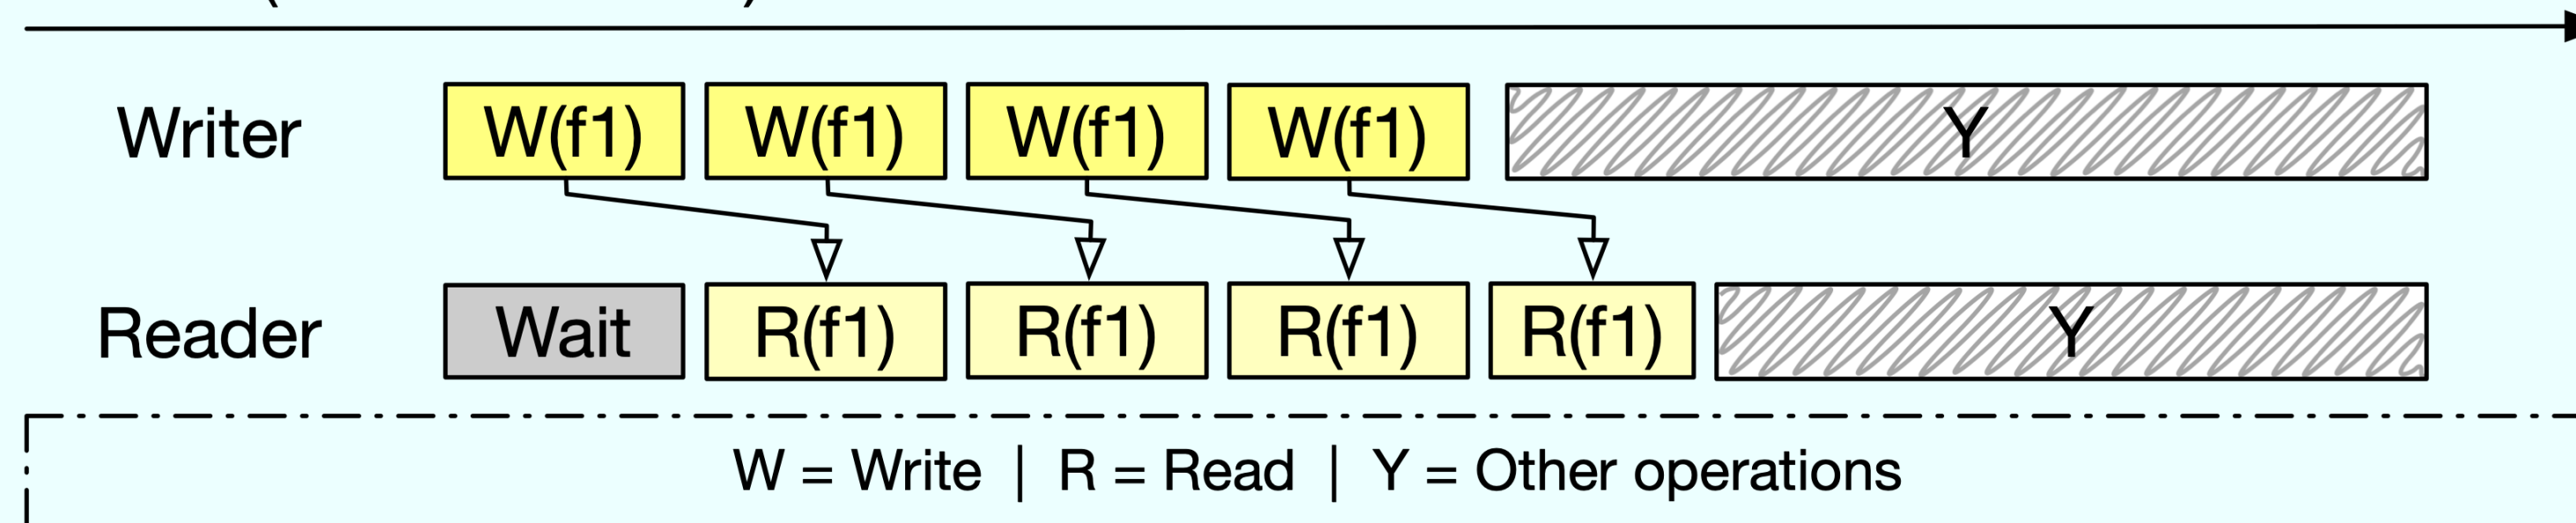 Writer W(f1) W(f1) W(f1) W(f1) Y
Reader Wait R(f1) R(f1) R(f1) R(f1) Y
W = Write | R = Read | Y = Other operations